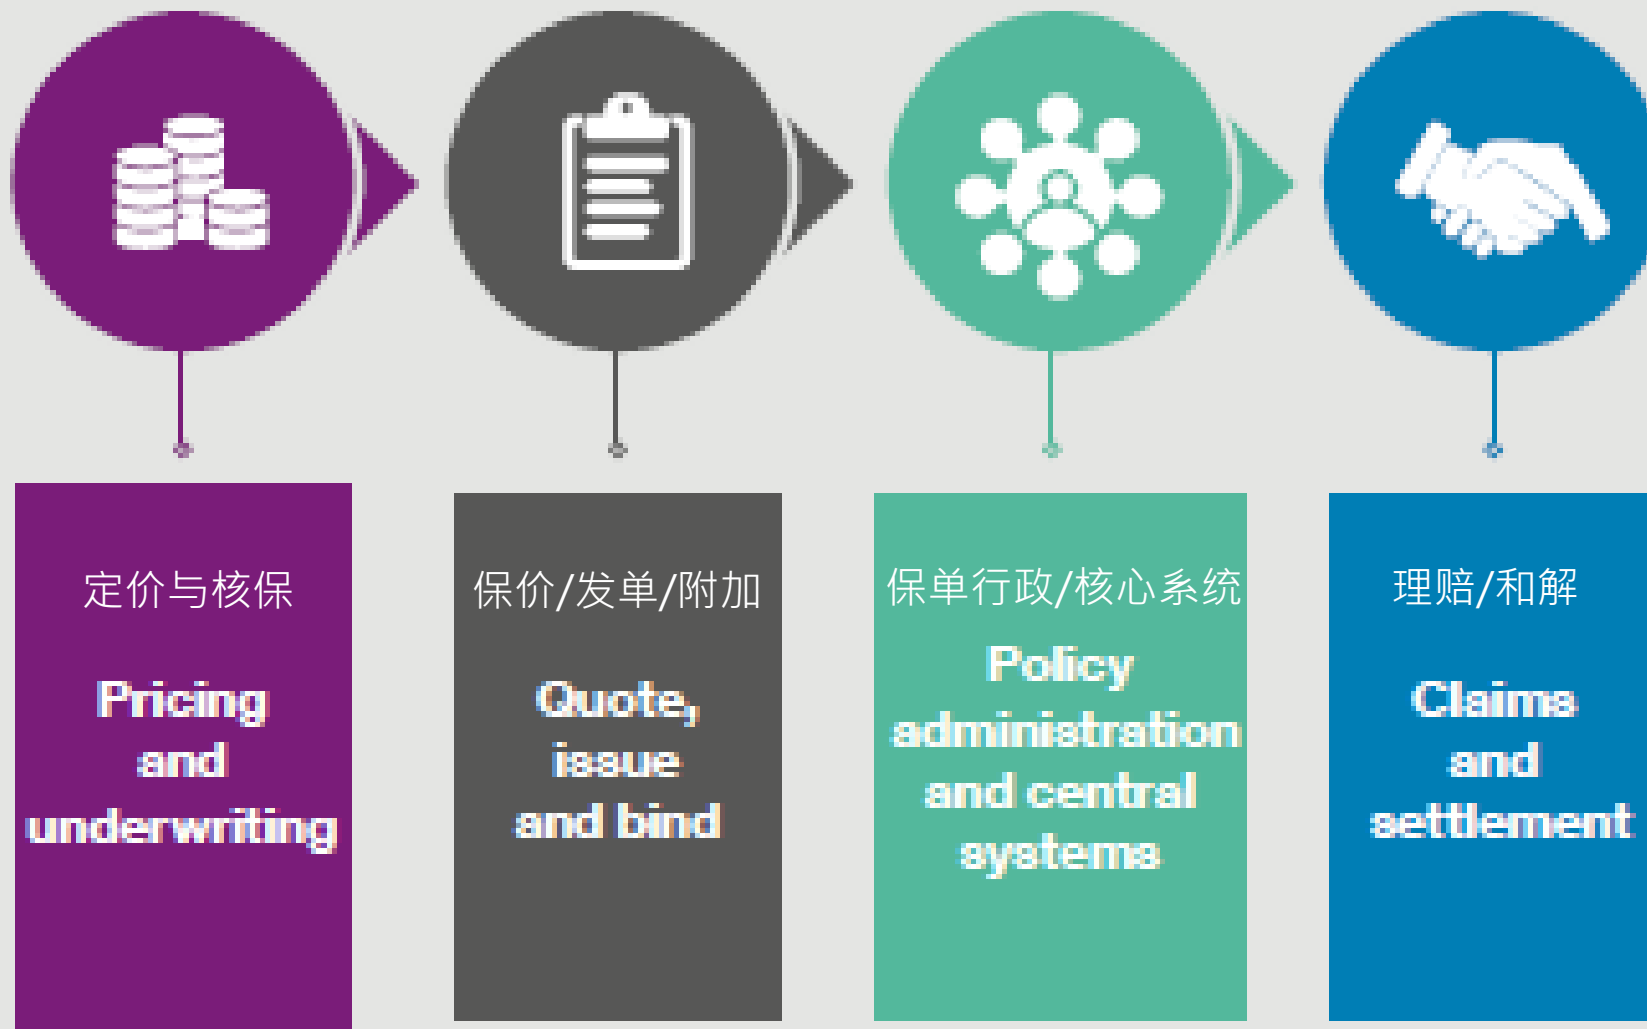 定价与核保
Pricing
and
underwriting
保价/发单/附加
Quote,
issue
and bind
保单行政/核心系统
Policy
administration
and central
systems
理赔/和解
Claims
and
settlement